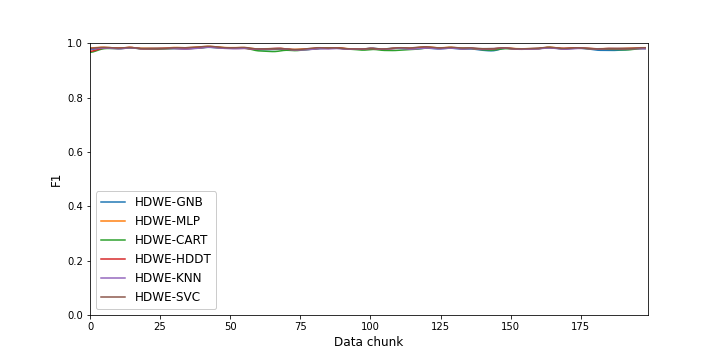 1.0
0.8
0.6
0.4
0.2
0.0
F1
HDWE-GNB
HDWE-MLP
HDWE-CART
HDWE-HDDT
HDWE-KNN
HDWE-SVC
0 25 50 75 100 125 150 175
Data chunk